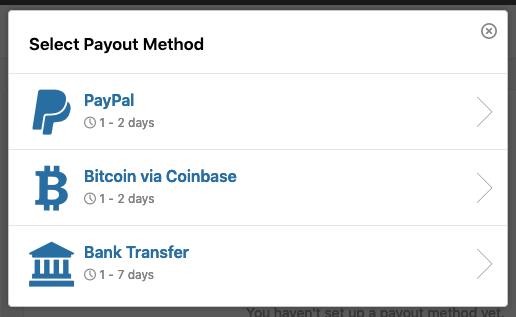 Select Payout Method
PayPal
1 - 2 days
Bitcoin via Coinbase
1 - 2 days
Bank Transfer
1 - 7 days
You haven't set up a payout method yet.